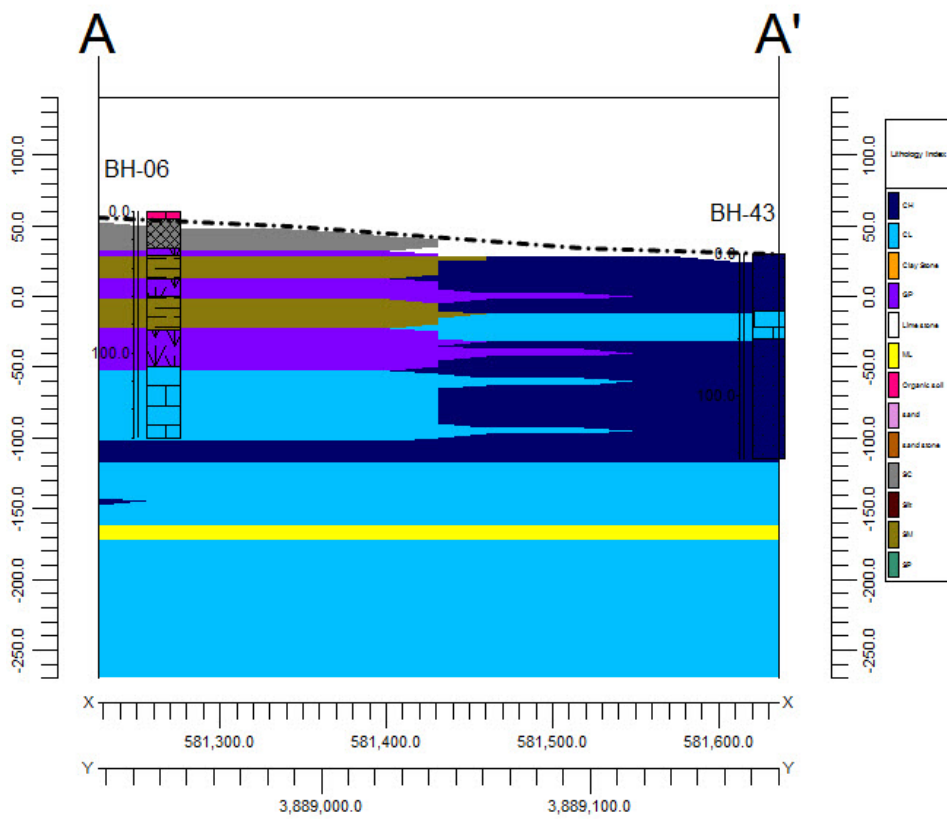 A A'
BH-06
BH-43
0.0
100.0
0.0
100.0
100.0
50.0
0.0
-50.0
-100.0
-150.0
-200.0
-250.0
100.0
50.0
0.0
-50.0
-100.0
-150.0
-200.0
-250.0
Lithology Index
CH
CL
Clay Stone
GP
Lime stone
ML
Organic soil
sand
sand stone
SC
Silt
SM
SP
X X
581,300.0 581,400.0 581,500.0 581,600.0
Y Y
3,889,000.0 3,889,100.0